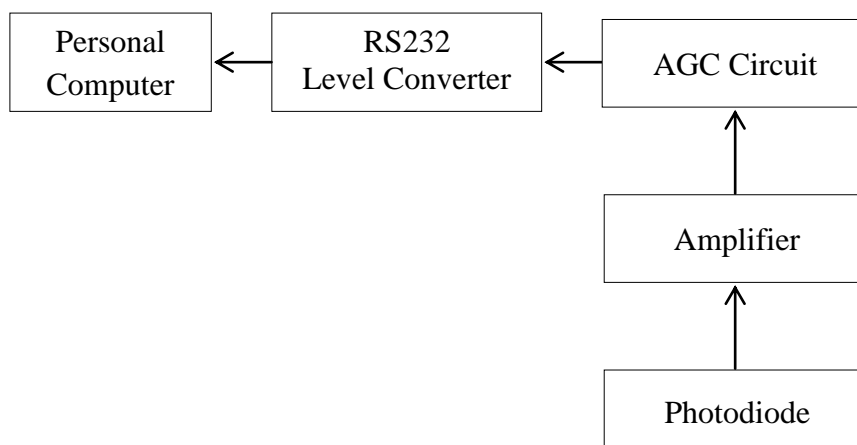 Personal
Computer
RS232
Level Converter
AGC Circuit
Amplifier
Photodiode